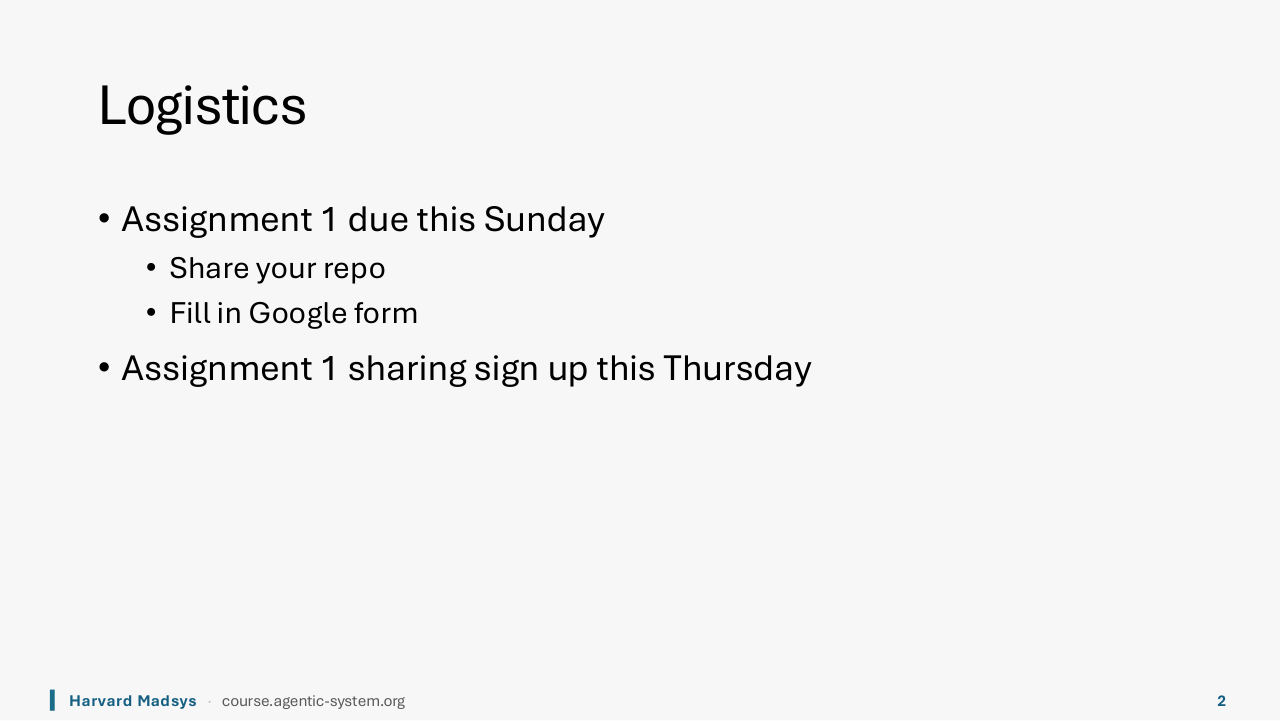 Logistics
• Assignment 1 due this Sunday
• Share your repo
• Fill in Google form
• Assignment 1 sharing sign up this Thursday
Harvard Madsys · course.agentic-system.org
2